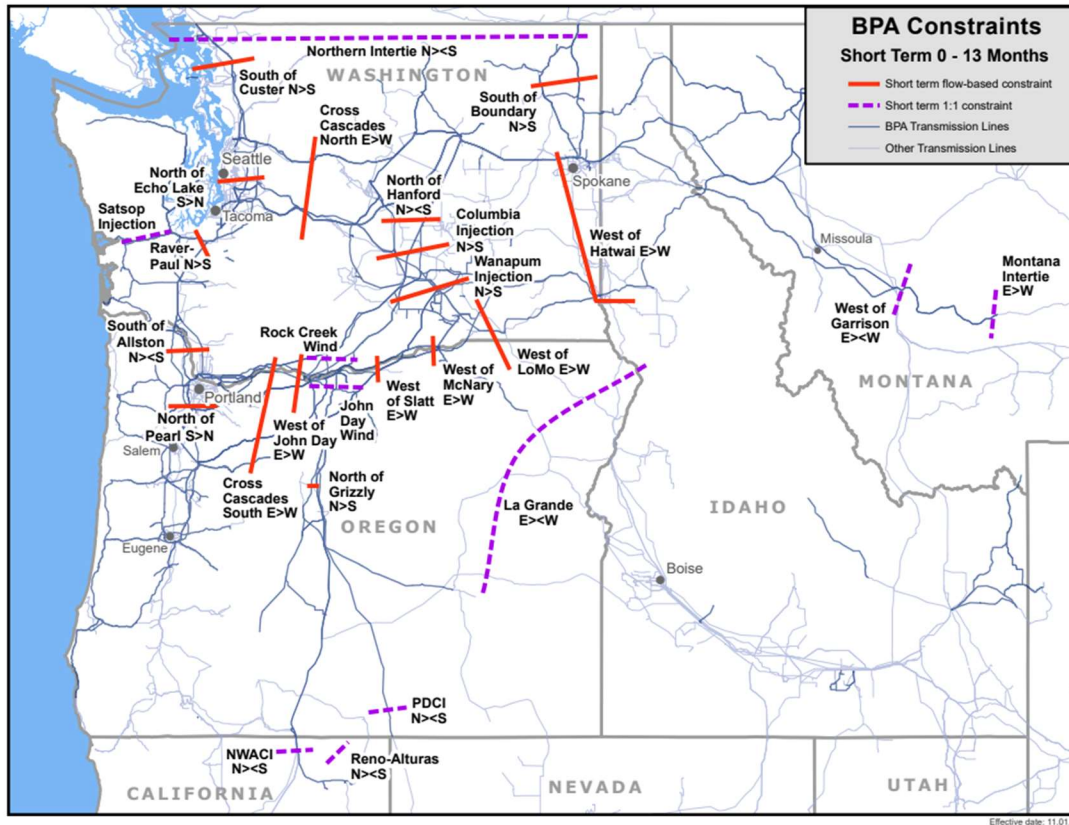 BPA Constraints
Short Term 0 - 13 Months
Short term flow-based constraint
Short term 1:1 constraint
BPA Transmission Lines
Other Transmission Lines
Northern Intertie N><S
WASHINGTON
South of
Custer N>S
Cross
Cascades
North E>W
South of
Boundary
N>S
Seattle
North of
Echo Lake
S>N
Spokane
North of
Hanford
N><S
Satsop
Injection
Tacoma
Columbia
Injection
N>S
Raver-
Paul N>S
Wanapum
Injection
N>S
West of
Hatwai E>W
Missoula
Montana
Intertie
E>W
West of
Garrison
E><W
MONTANA
South of
Allston
N><S
Rock Creek
Wind
West of
LoMo E>W
West of
McNary
E>W
West
of Slatt
E>W
Portland
John
Day
Wind
North of
Pearl S>N
West of
John Day
E>W
Salem
Cross
Cascades
South E>W
North of
Grizzly
N>S
La Grande
E><W
IDAHO
OREGON
Eugene
Boise
PDCI
N><S
NWACI
N><S
Reno-Alturas
N><S
CALIFORNIA
NEVADA
UTAH
Effective date: 11.01